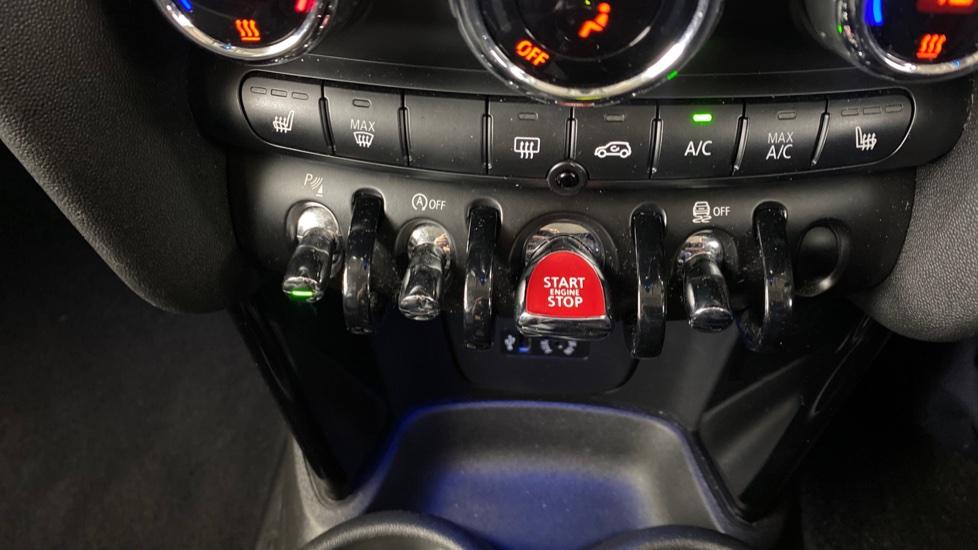 OFF
MAX
A/C
MAX
A/C
P
A OFF
OFF
START
ENGINE
STOP